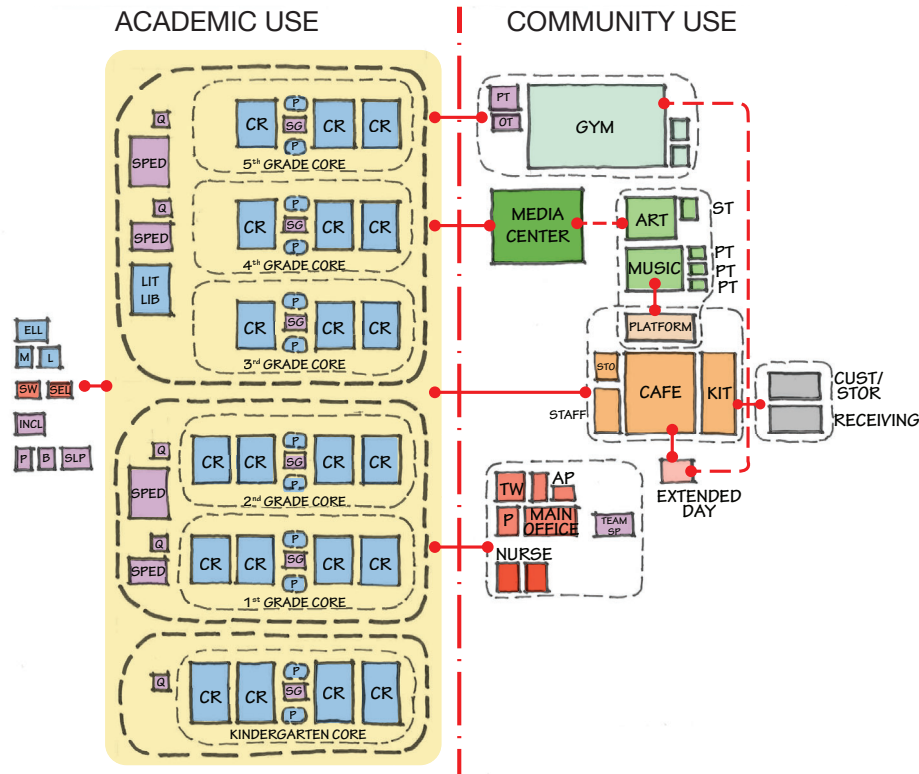 ACADEMIC USE
COMMUNITY USE
Q
SPED
CR
P
SG
P
CR
CR
5th GRADE CORE
Q
SPED
CR
P
SG
P
CR
CR
4th GRADE CORE
LIT
LIB
CR
P
SG
P
CR
CR
3rd GRADE CORE
ELL
M
L
SW
SEL
INCL
P
B
SLP
Q
SPED
CR
CR
P
SG
P
CR
CR
2nd GRADE CORE
Q
SPED
CR
CR
P
SG
P
CR
CR
1st GRADE CORE
Q
CR
CR
P
SG
P
CR
CR
KINDERGARTEN CORE
PT
OT
GYM
MEDIA
CENTER
ART
ST
MUSIC
PT
PT
PT
PLATFORM
STO
STAFF
CAFE
KIT
CUST/
STOR
RECEIVING
EXTENDED
DAY
TW
AP
P
MAIN
OFFICE
TEAM
SP
NURSE